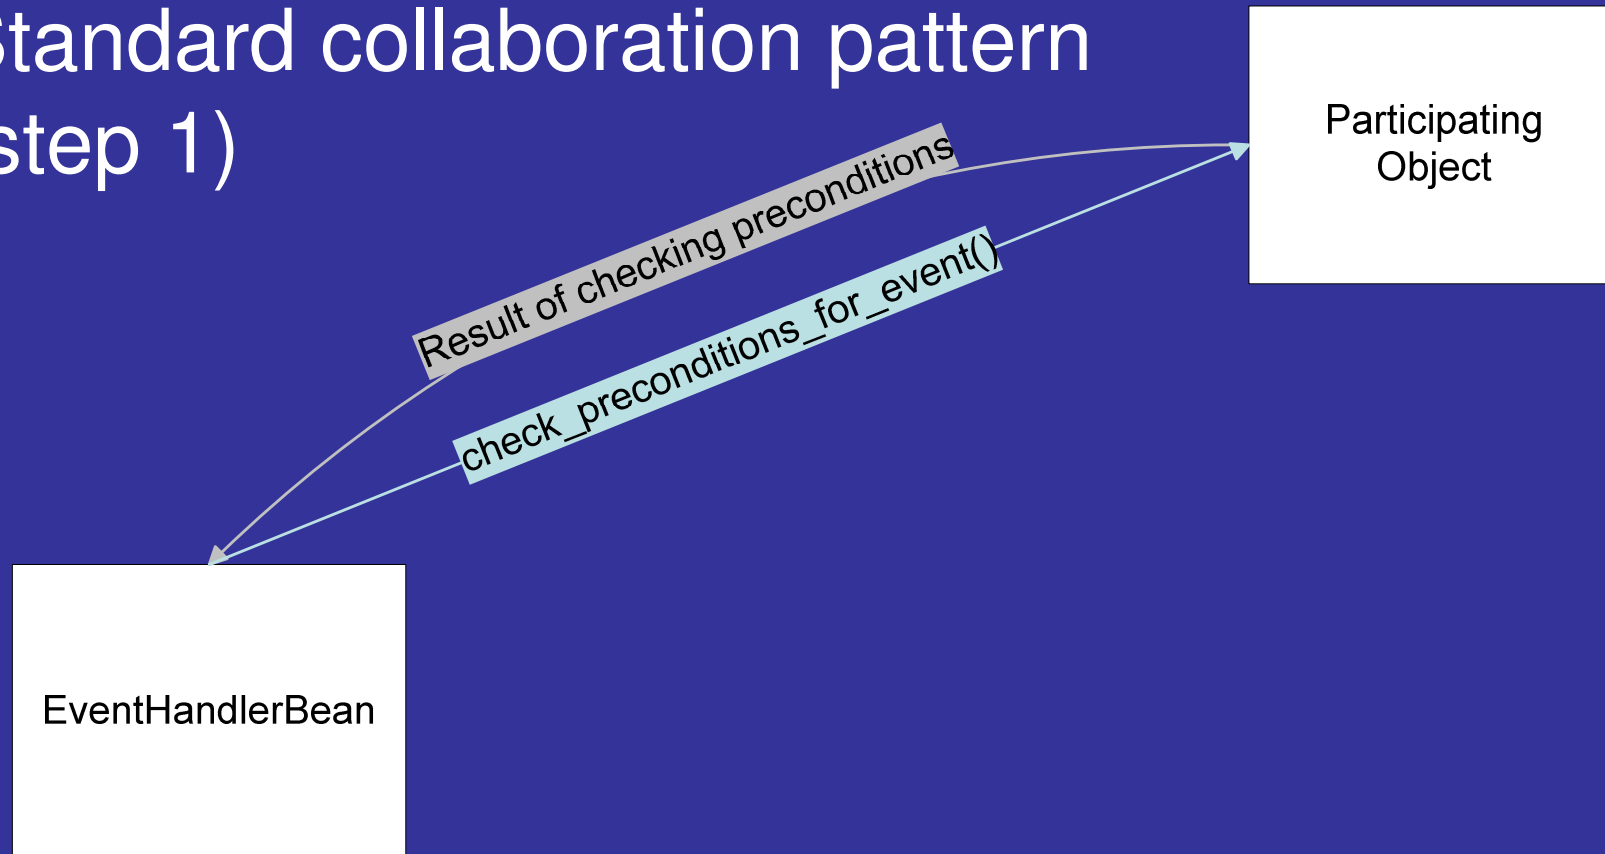 Standard collaboration pattern
step 1)
Participating
Object
Result of checking preconditions
check_preconditions_for_event()
EventHandlerBean